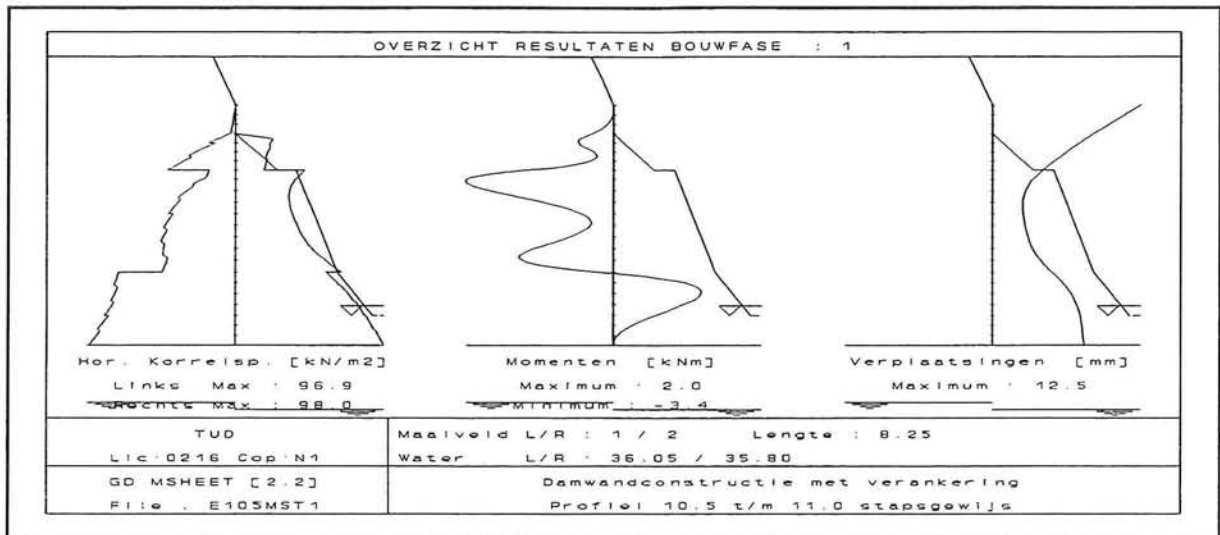 OVERZICHT RESULTATEN BOUWFASE : 1
Hor. Korrelsp. [kN/m2]
Links Max : 96.9
Rechts Max : 98.0
Momenten [kNm]
Maximum : 2.0
Minimum : -3.4
Verplaatsingen [mm]
Maximum : 12.5
TUD
Lic:0216 Cop:N1
Maaiveld L/R : 1 / 2 Lengte : 8.25
Water L/R : 36.05 / 35.80
GD MSHEET [2.2]
File : E105MST1
Damwandconstructie met verankering
Profiel 10.5 t/m 11.0 stapsgewijs